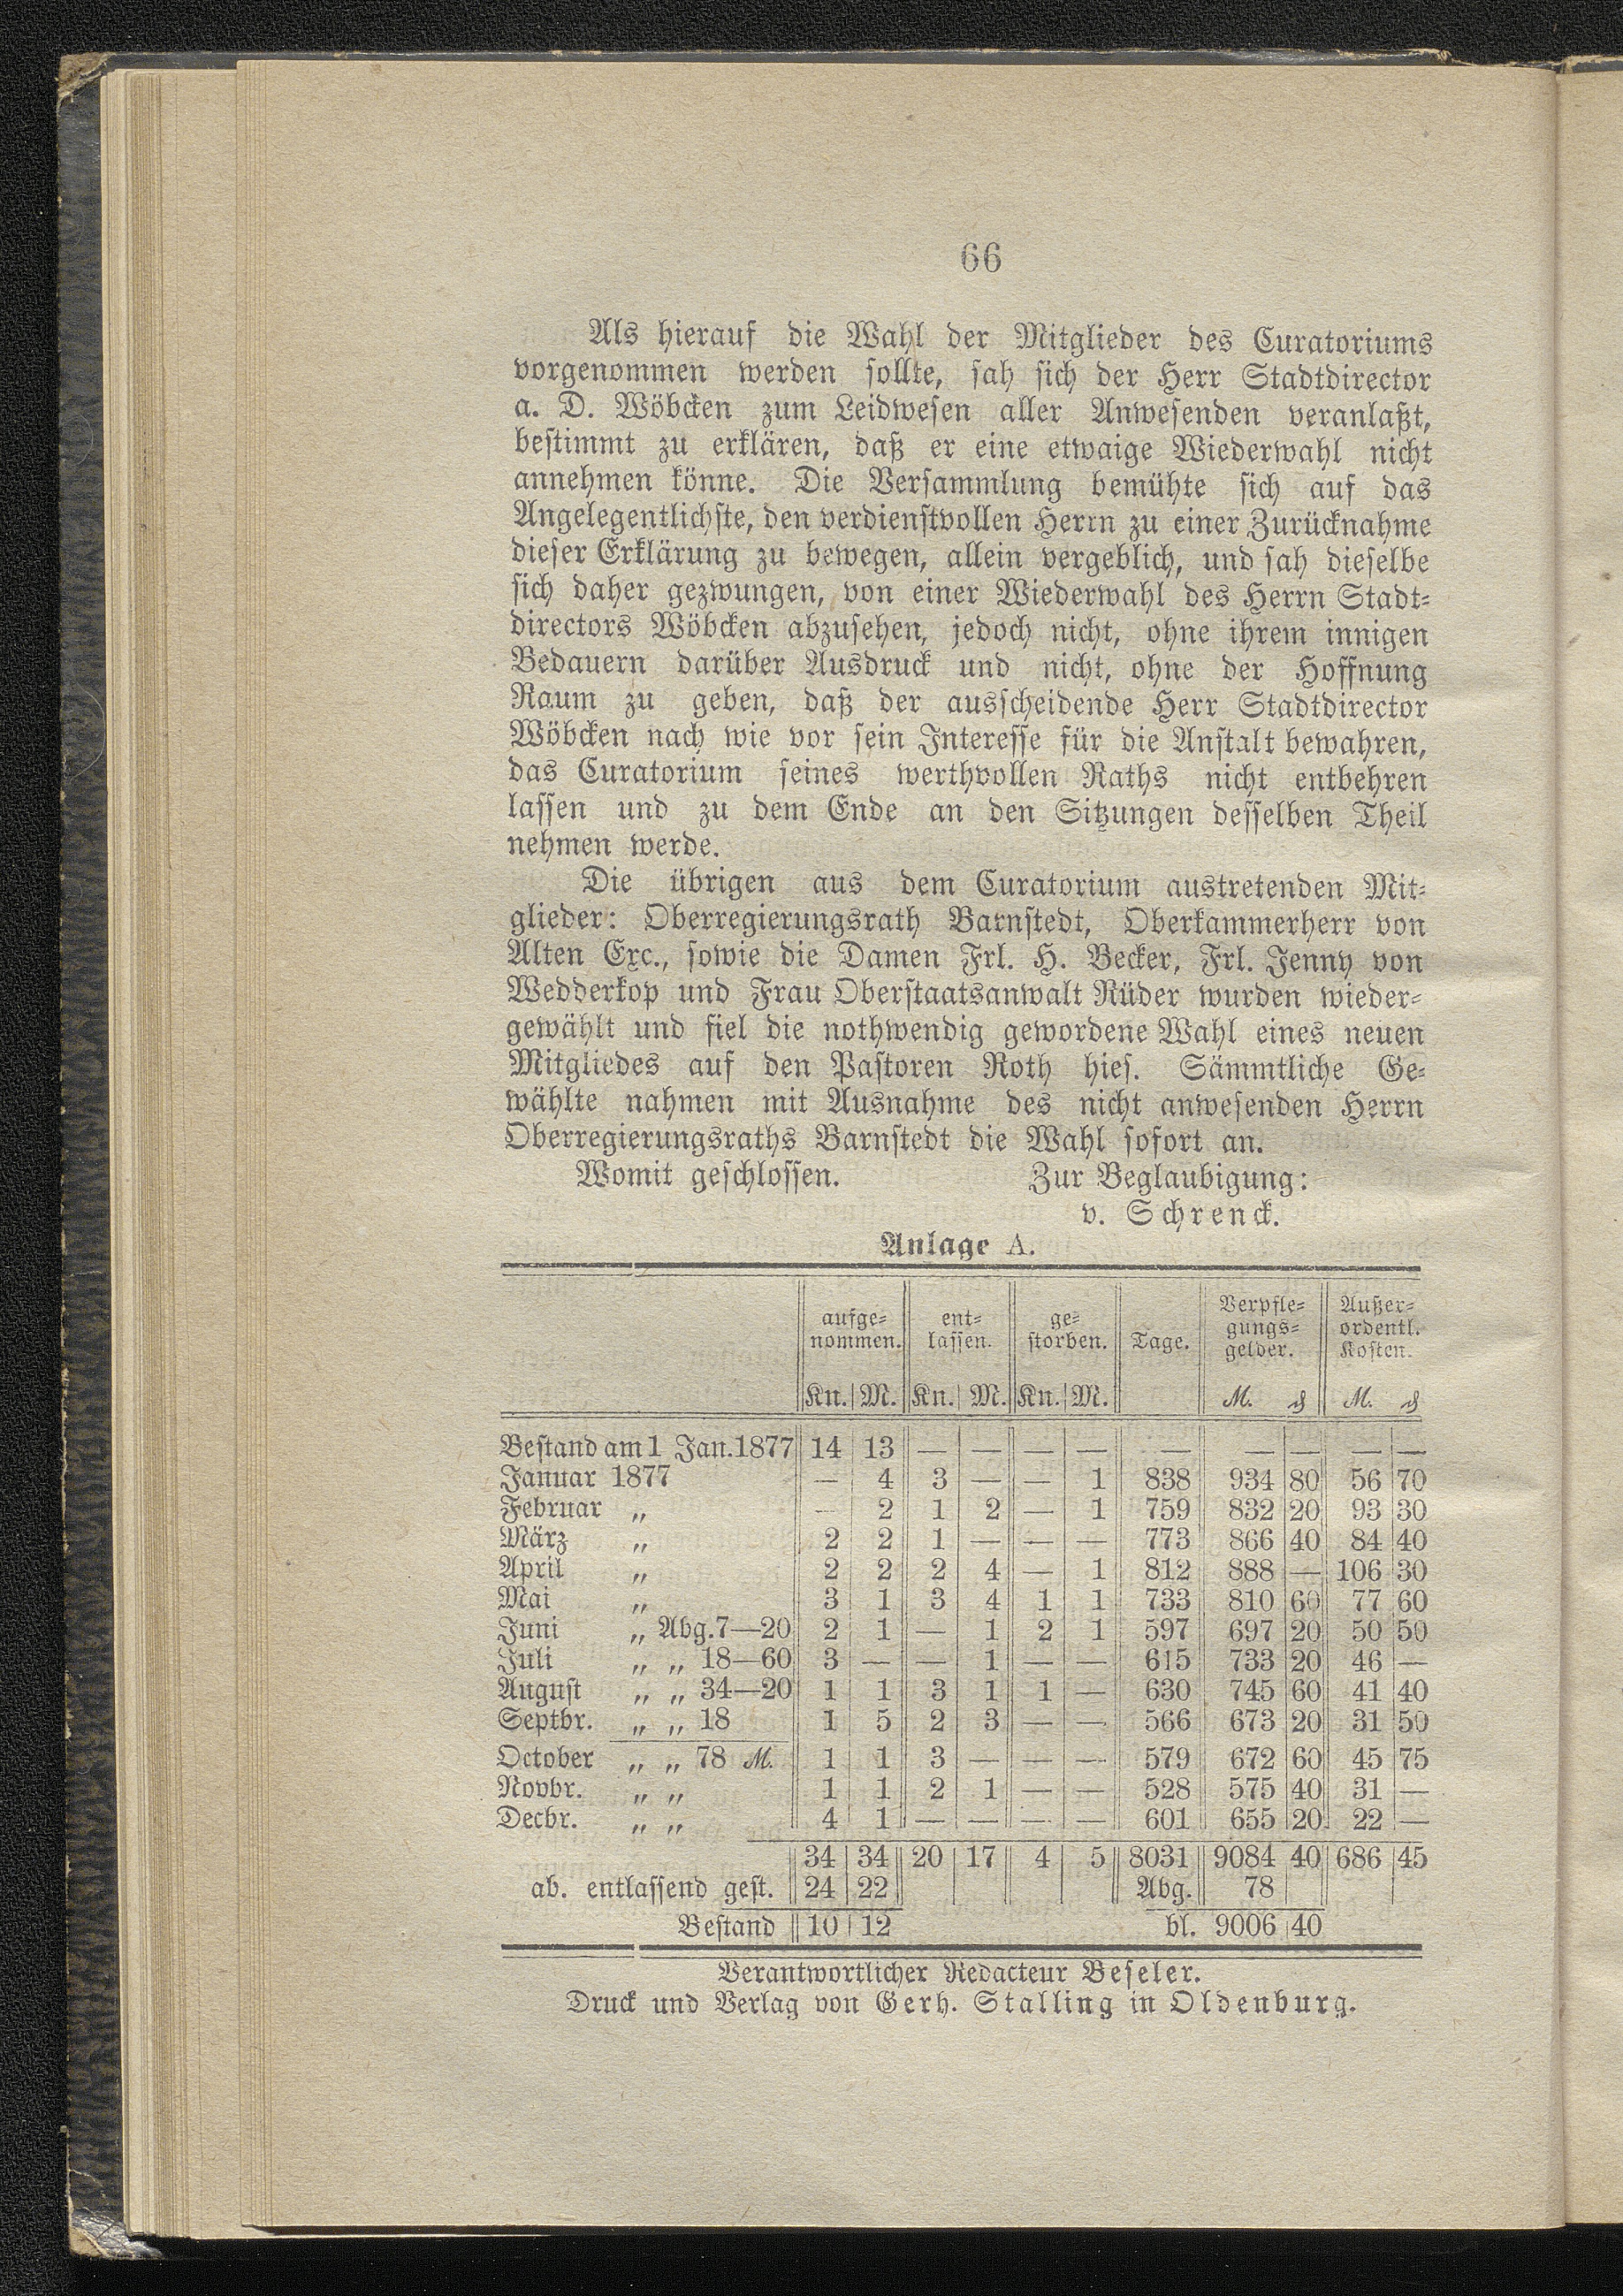 66
Als hierauf die Wahl der Mitglieder des Curatoriums
vorgenommen werden sollte, sah sich der Herr Stadtdirector
a. D. Wöbcken zum Leidwesen aller Anwesenden veranlaßt,
bestimmt zu erklären, daß er eine etwaige Wiederwahl nicht
annehmen könne. Die Versammlung bemühte sich auf das
Angelegentlichste, den verdienstvollen Herrn zu einer Zurücknahme
dieser Erklärung zu bewegen, allein vergeblich, und sah dieselbe
sich daher gezwungen, von einer Wiederwahl des Herrn Stadt-
directors Wöbcken abzusehen, jedoch nicht, ohne ihrem innigen
Bedauern darüber Ausdruck und nicht, ohne der Hoffnung
Raum zu geben, daß der ausscheidende Herr Stadtdirector
Wöbcken nach wie vor sein Interesse für die Anstalt bewahren,
das Curatorium seines werthvollen Raths nicht entbehren
lassen und zu dem Ende an den Sitzungen desselben Theil
nehmen werde.
Die übrigen aus dem Curatorium austretenden Mit-
glieder: Oberregierungsrath Barnstedt, Oberkammerherr von
Alten Exc., sowie die Damen Frl. H. Becker, Frl. Jenny von
Wedderkop und Frau Oberstaatsanwalt Rüder wurden wieder-
gewählt und fiel die nothwendig gewordene Wahl eines neuen
Mitgliedes auf den Pastoren Roth hies. Sämmtliche Ge-
wählte nahmen mit Ausnahme des nicht anwesenden Herrn
Oberregierungsraths Barnstedt die Wahl sofort an.
Womit geschlossen. Zur Beglaubigung:
v. Schrenck.
Anlage A.
aufge- nommen. ent- lassen. ge- storben. Tage. Verpfle- gungs- gelder. Außer- ordentl. Kosten.
Kn. M. Kn. M. Kn. M. M. ₰ M. ₰
Bestand am 1 Jan. 1877 14 13 — — — — — — — — —
Januar 1877 — 4 3 — — 1 838 934 80 56 70
Februar „ — 2 1 2 — 1 759 832 20 93 30
März „ 2 2 1 — — — 773 866 40 84 40
April „ 2 2 2 4 — 1 812 888 — 106 30
Mai „ 3 1 3 4 1 1 733 810 60 77 60
Juni „ Abg. 7—20 2 1 — 1 2 1 597 697 20 50 50
Juli „ „ 18—60 3 — — 1 — — 615 733 20 46 —
August „ „ 34—20 1 1 3 1 1 — 630 745 60 41 40
Septbr. „ „ 18 1 5 2 3 — — 566 673 20 31 50
October „ „ 78 M. 1 1 3 — — — 579 672 60 45 75
Novbr. „ „ 1 1 2 1 — — 528 575 40 31 —
Decbr. „ „ 4 1 — — — — 601 655 20 22 —
34 34 20 17 4 5 8031 9084 40 686 45
ab. entlassend gest. 24 22 Abg. 78
Bestand 10 12 bl. 9006 40
Verantwortlicher Redacteur Beseler.
Druck und Verlag von Gerh. Stalling in Oldenburg.